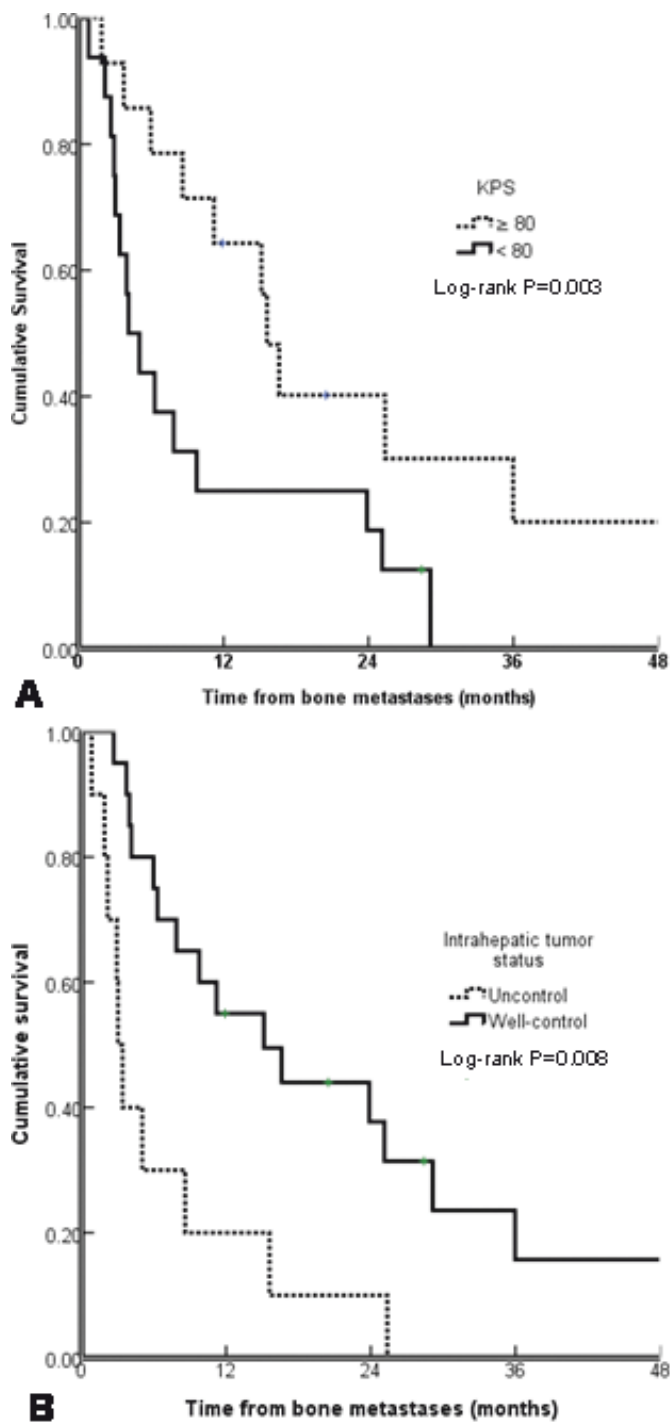 1.00
0.80
0.60
0.40
0.20
0.00
Cumulative Survival
KPS
≥ 80
< 80
Log-rank P=0.003
0 12 24 36 48
Time from bone metastases (months)
A
1.00
0.80
0.60
0.40
0.20
0.00
Cumulative survival
Intrahepatic tumor
status
Uncontrol
Well-control
Log-rank P=0.008
0 12 24 36 48
Time from bone metastases (months)
B